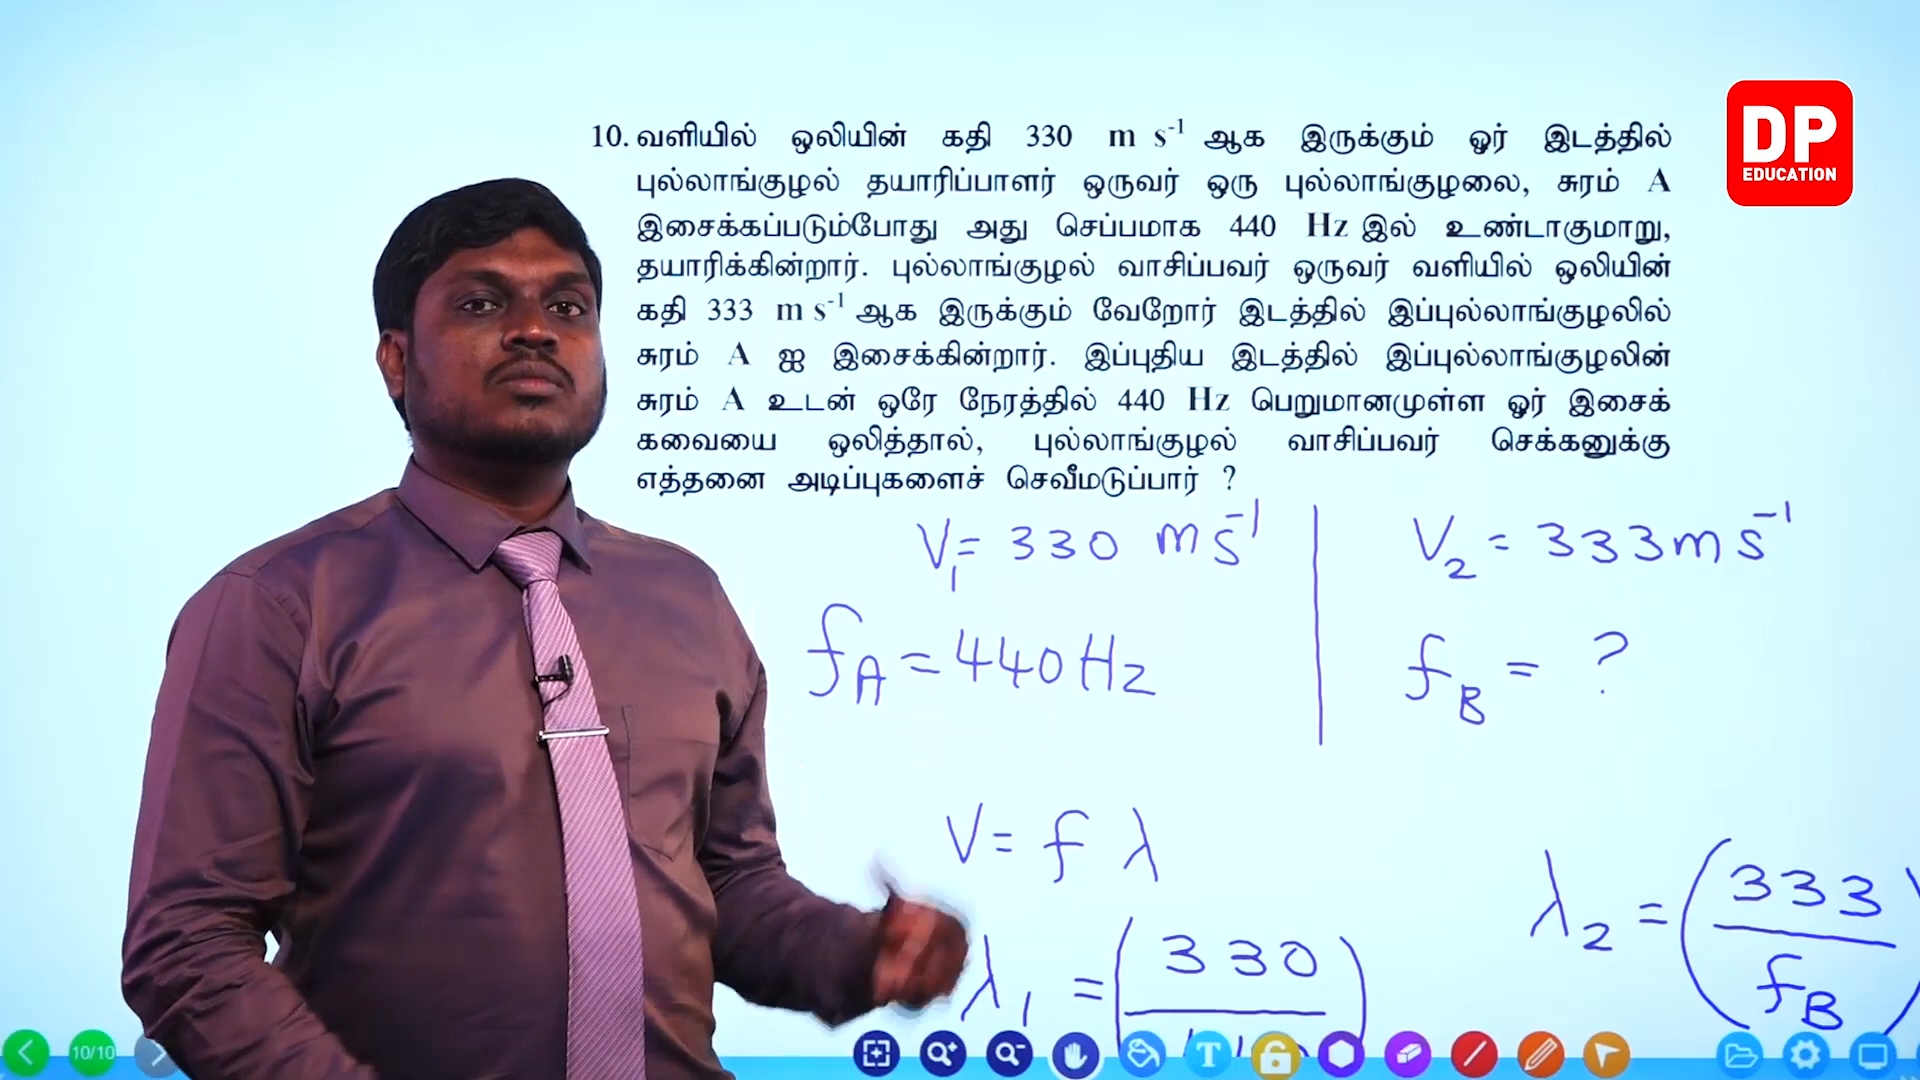 DP
EDUCATION
10. வளியில் ஒலியின் கதி 330 m s⁻¹ ஆக இருக்கும் ஓர் இடத்தில்
புல்லாங்குழல் தயாரிப்பாளர் ஒருவர் ஒரு புல்லாங்குழலை, சுரம் A
இசைக்கப்படும்போது அது செப்பமாக 440 Hz இல் உண்டாகுமாறு,
தயாரிக்கின்றார். புல்லாங்குழல் வாசிப்பவர் ஒருவர் வளியில் ஒலியின்
கதி 333 m s⁻¹ ஆக இருக்கும் வேறோர் இடத்தில் இப்புல்லாங்குழலில்
சுரம் A ஐ இசைக்கின்றார். இப்புதிய இடத்தில் இப்புல்லாங்குழலின்
சுரம் A உடன் ஒரே நேரத்தில் 440 Hz பெறுமானமுள்ள ஓர் இசைக்
கவையை ஒலித்தால், புல்லாங்குழல் வாசிப்பவர் செக்கனுக்கு
எத்தனை அடிப்புகளைச் செவீமடுப்பார் ?
V₁ = 330 m s⁻¹
V₂ = 333 m s⁻¹
f_A = 440 Hz
f_B = ?
V = f λ
λ₁ = (330
λ₂ = (333 / f_B)
10/10
T